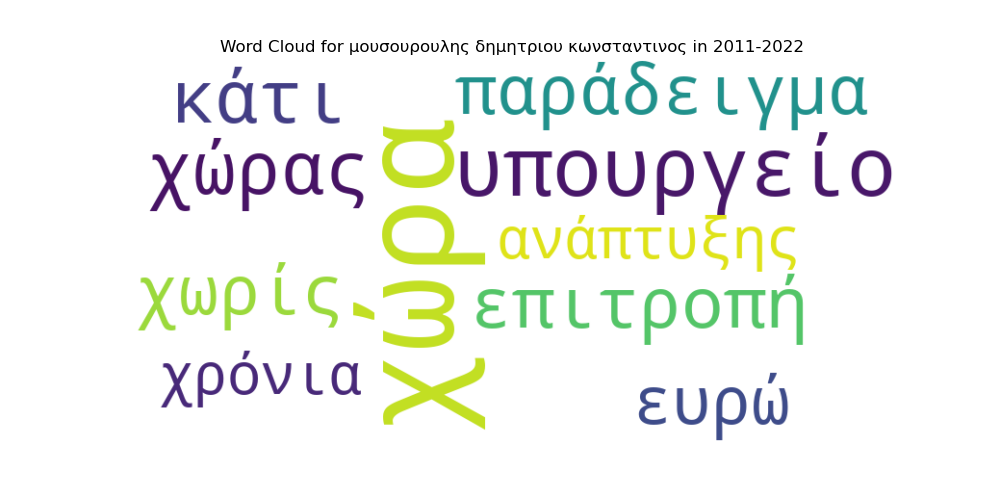 Word Cloud for μουσουρουλης δημητριου κωνσταντινος in 2011-2022
κάτι
παράδειγμα
χώρας
χώρα
υπουργείο
ανάπτυξης
χωρίς
επιτροπή
χρόνια
ευρώ